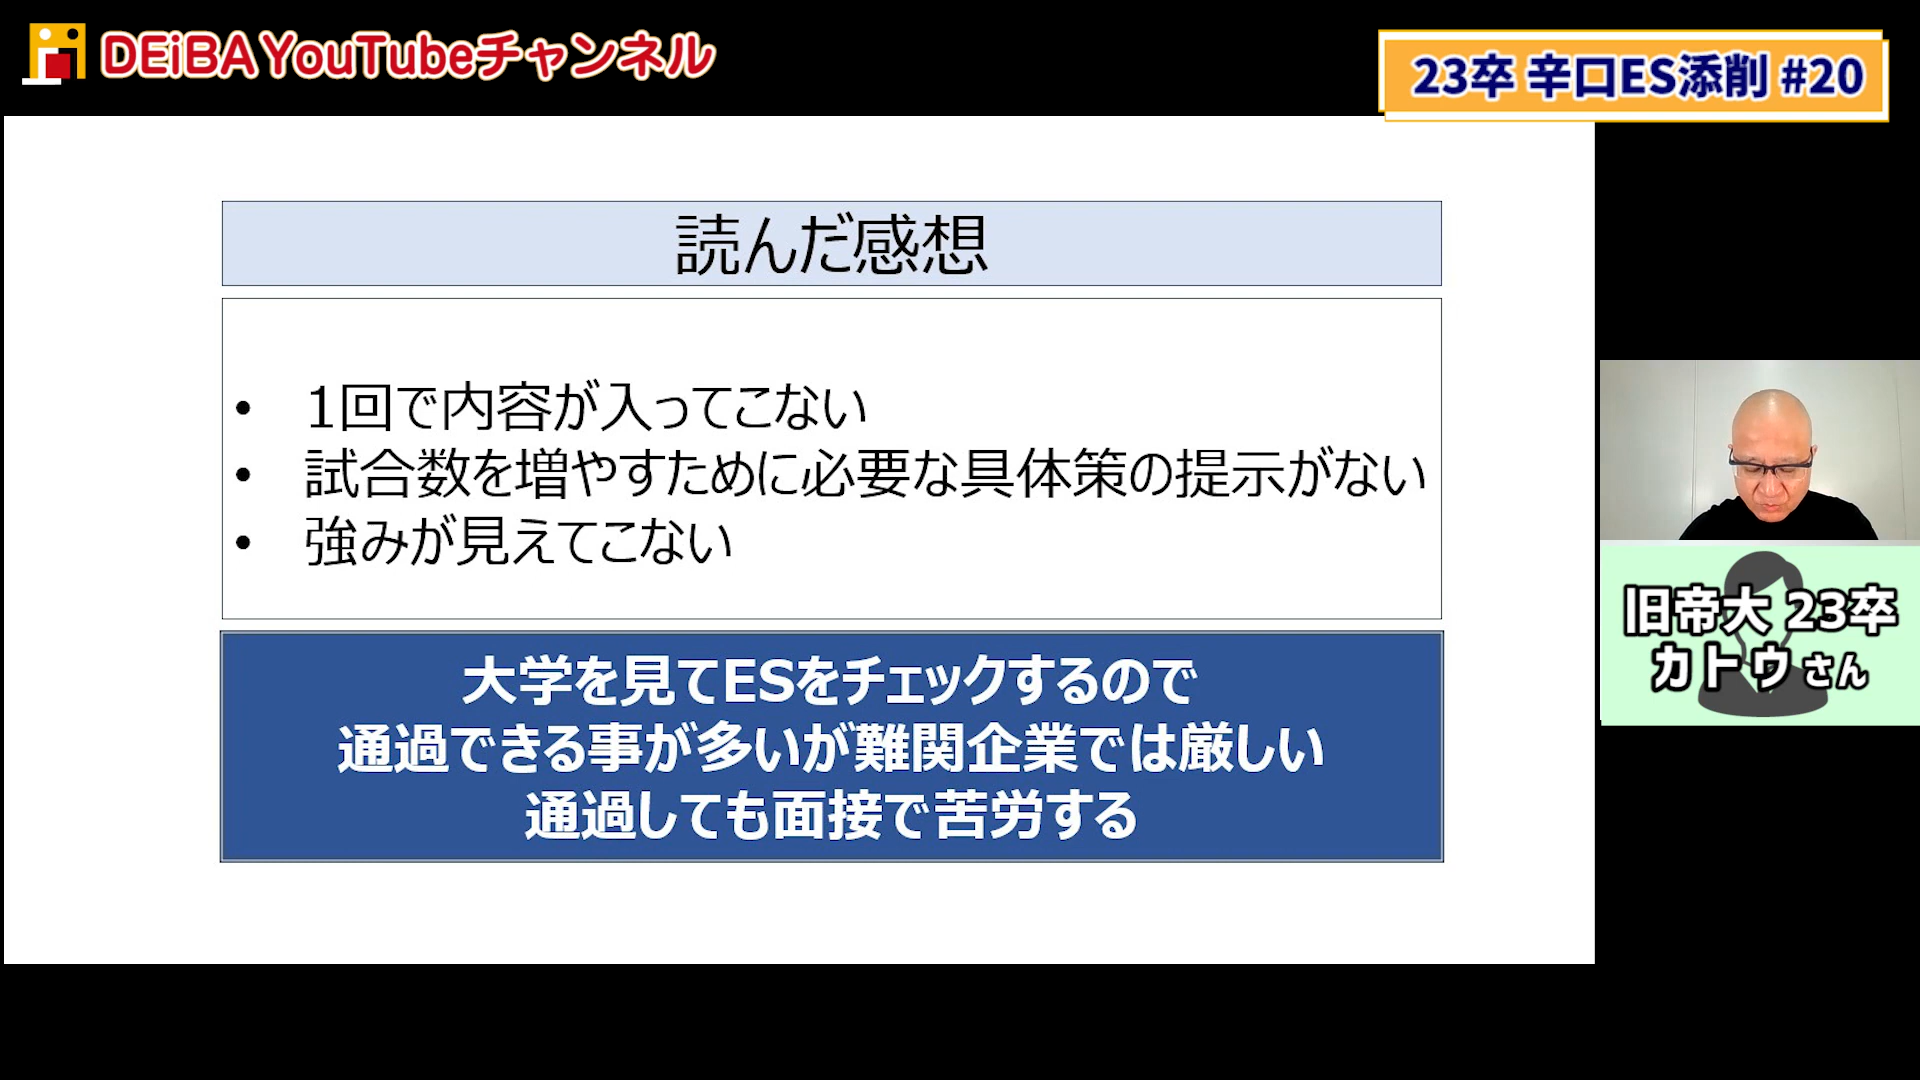 DEiBA YouTubeチャンネル
23卒 辛口ES添削 #20
読んだ感想
• 1回で内容が入ってこない
• 試合数を増やすために必要な具体策の提示がない
• 強みが見えてこない
大学を見てESをチェックするので
通過できる事が多いが難関企業では厳しい
通過しても面接で苦労する
旧帝大 23卒
カトウさん